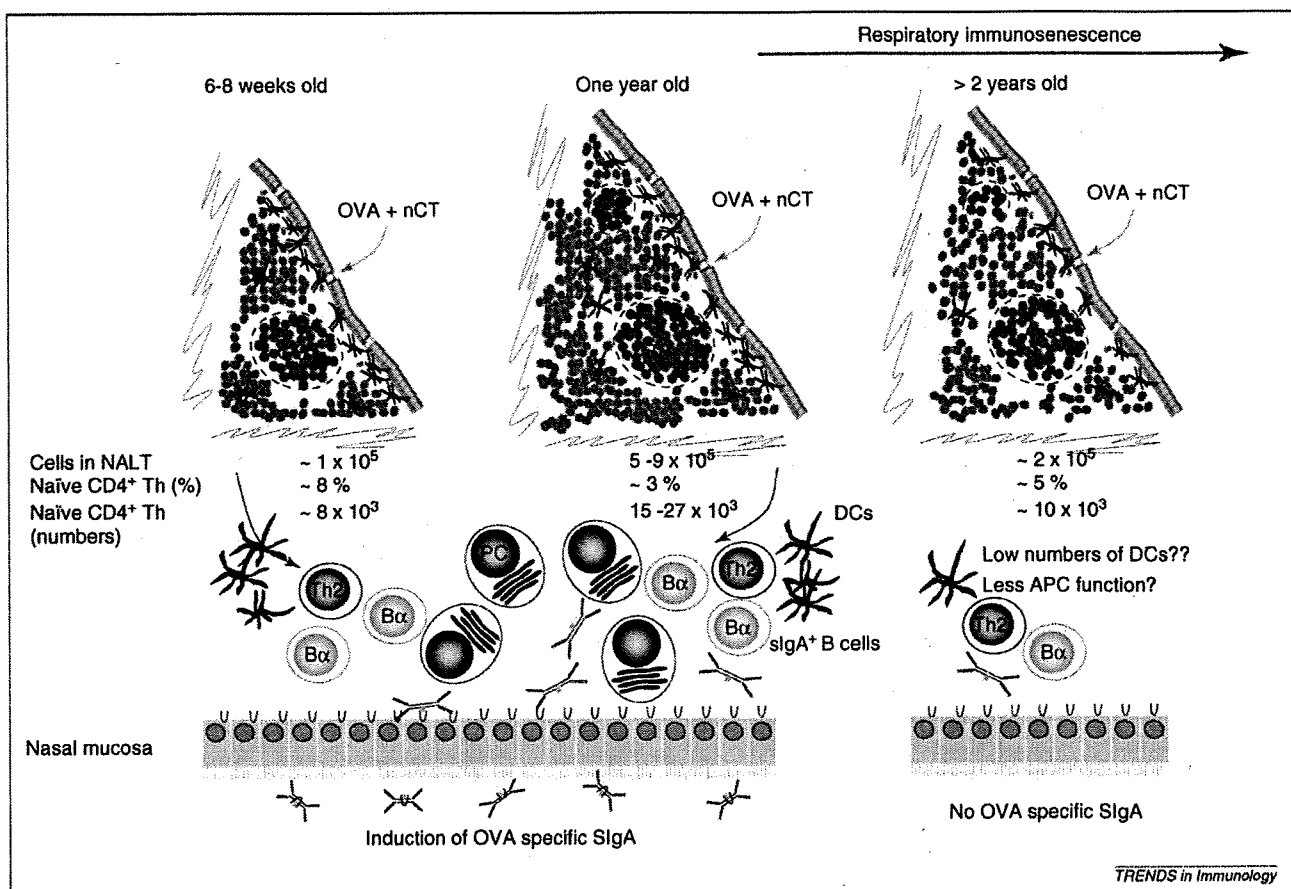 Respiratory immunosenescence
6-8 weeks old
One year old
> 2 years old
OVA + nCT
OVA + nCT
OVA + nCT
Cells in NALT ~ 1 x 10⁵ 5 -9 x 10⁵ ~ 2 x 10⁵
Naïve CD4⁺ Th (%) ~ 8 % ~ 3 % ~ 5 %
Naïve CD4⁺ Th ~ 8 x 10³ 15 -27 x 10³ ~ 10 x 10³
(numbers)
DCs
PC
Th2
Bα
Bα
Bα
Th2
Bα
sIgA⁺ B cells
Low numbers of DCs??
Less APC function?
Th2
Bα
Nasal mucosa
Induction of OVA specific SIgA
No OVA specific SIgA
TRENDS in Immunology